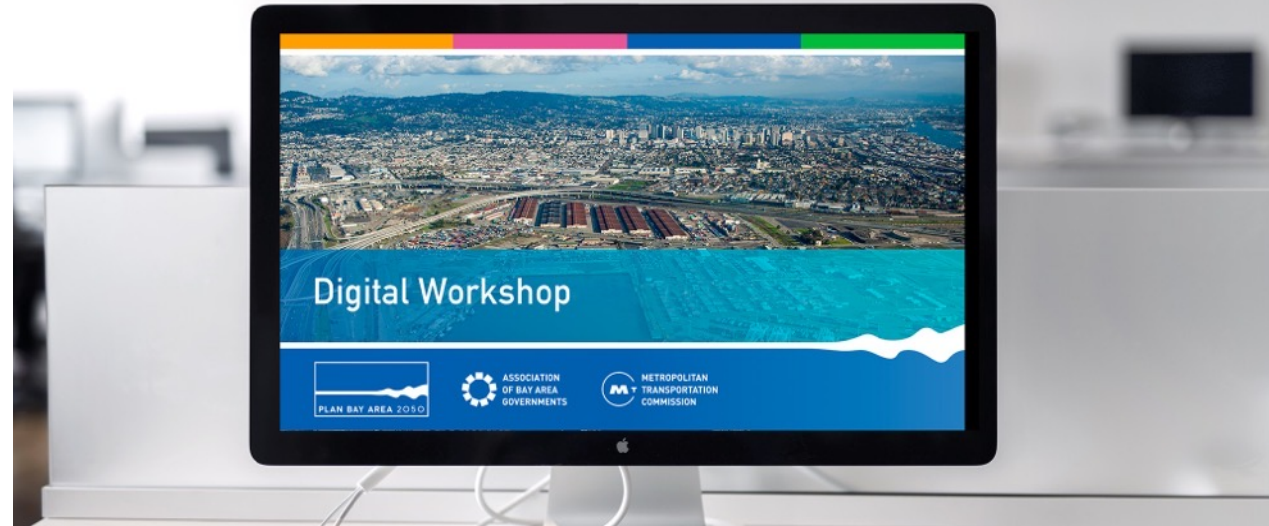 Digital Workshop
PLAN BAY AREA 2050
ASSOCIATION
OF BAY AREA
GOVERNMENTS
M
METROPOLITAN
TRANSPORTATION
COMMISSION